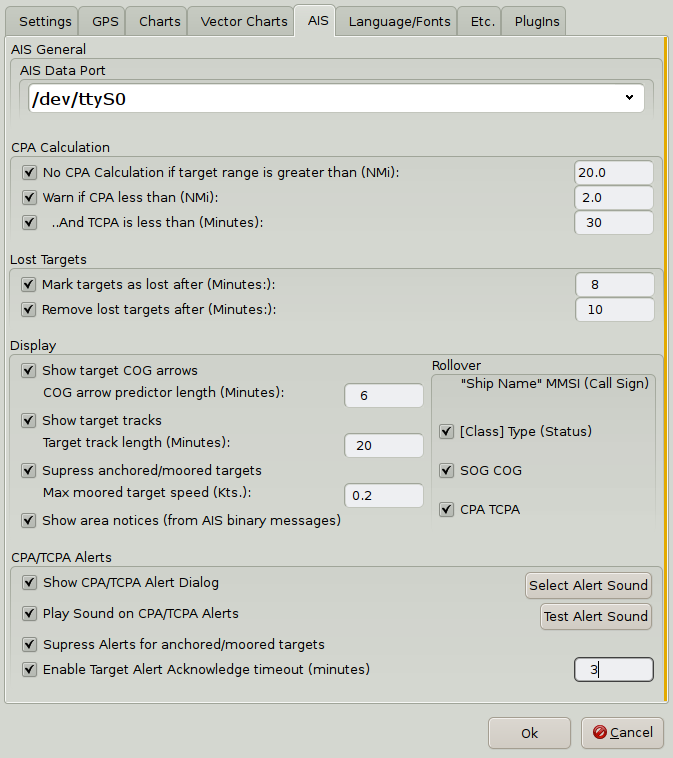 Settings GPS Charts Vector Charts AIS Language/Fonts Etc. PlugIns
AIS General
AIS Data Port
/dev/ttyS0
CPA Calculation
No CPA Calculation if target range is greater than (NMi): 20.0
Warn if CPA less than (NMi): 2.0
..And TCPA is less than (Minutes): 30
Lost Targets
Mark targets as lost after (Minutes:): 8
Remove lost targets after (Minutes:): 10
Display
Show target COG arrows
COG arrow predictor length (Minutes): 6
Show target tracks
Target track length (Minutes): 20
Supress anchored/moored targets
Max moored target speed (Kts.): 0.2
Show area notices (from AIS binary messages)
Rollover
"Ship Name" MMSI (Call Sign)
[Class] Type (Status)
SOG COG
CPA TCPA
CPA/TCPA Alerts
Show CPA/TCPA Alert Dialog Select Alert Sound
Play Sound on CPA/TCPA Alerts Test Alert Sound
Supress Alerts for anchored/moored targets
Enable Target Alert Acknowledge timeout (minutes) 3
Ok Cancel